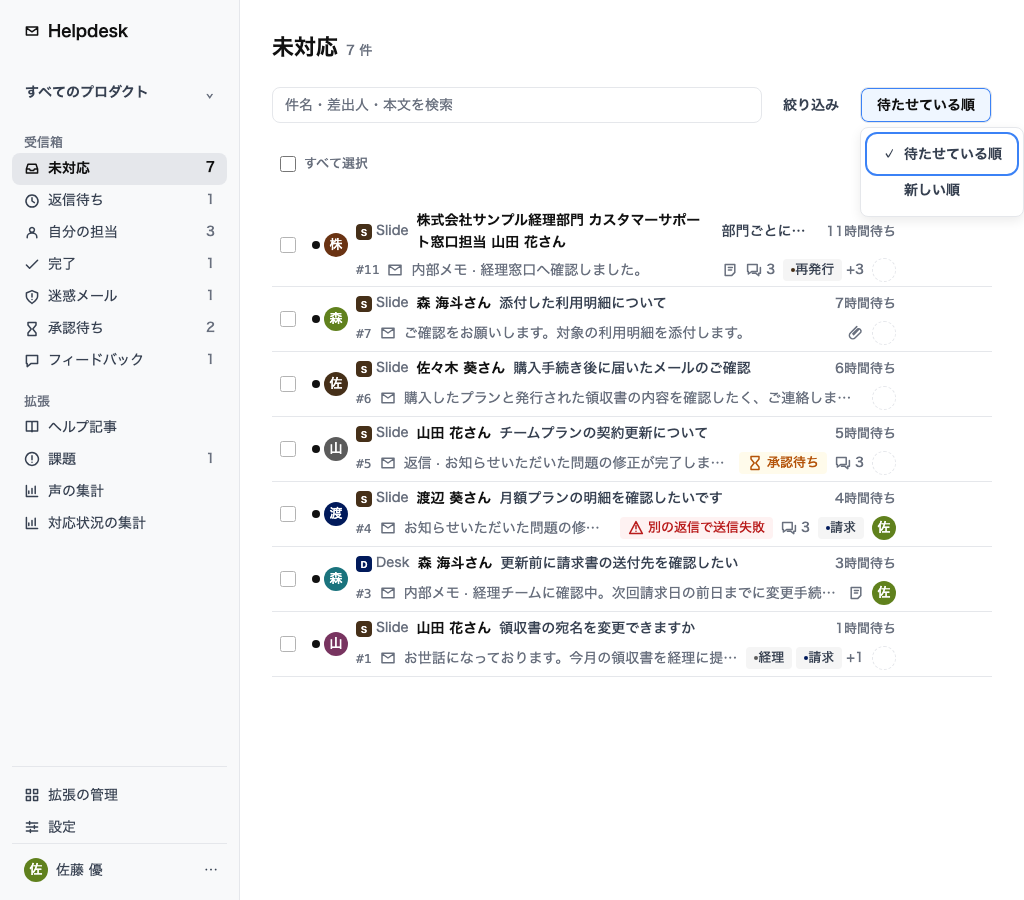 Helpdesk
すべてのプロダクト
受信箱
未対応 7
返信待ち 1
自分の担当 3
完了 1
迷惑メール 1
承認待ち 2
フィードバック 1
拡張
ヘルプ記事
課題 1
声の集計
対応状況の集計
拡張の管理
設定
佐 佐藤 優 …
未対応 7 件
件名・差出人・本文を検索 絞り込み 待たせている順
✓ 待たせている順
新しい順
すべて選択
株 S Slide 株式会社サンプル経理部門 カスタマーサポー
ト窓口担当 山田 花さん 部門ごとに… 11時間待ち
#11 内部メモ · 経理窓口へ確認しました。 3 •再発行 +3
森 S Slide 森 海斗さん 添付した利用明細について 7時間待ち
#7 ご確認をお願いします。対象の利用明細を添付します。
佐 S Slide 佐々木 葵さん 購入手続き後に届いたメールのご確認 6時間待ち
#6 購入したプランと発行された領収書の内容を確認したく、ご連絡しま…
山 S Slide 山田 花さん チームプランの契約更新について 5時間待ち
#5 返信 · お知らせいただいた問題の修正が完了しま… 承認待ち 3
渡 S Slide 渡辺 葵さん 月額プランの明細を確認したいです 4時間待ち
#4 お知らせいただいた問題の修… 別の返信で送信失敗 3 •請求 佐
森 D Desk 森 海斗さん 更新前に請求書の送付先を確認したい 3時間待ち
#3 内部メモ · 経理チームに確認中。次回請求日の前日までに変更手続… 佐
山 S Slide 山田 花さん 領収書の宛名を変更できますか 1時間待ち
#1 お世話になっております。今月の領収書を経理に提… •経理 •請求 +1